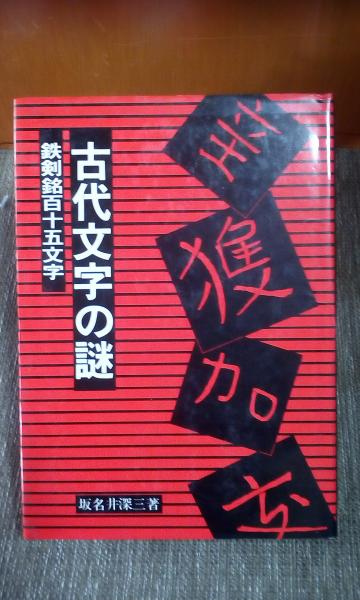 古代文字の謎
鉄剣銘百十五文字
獲
加
坂名井深三著